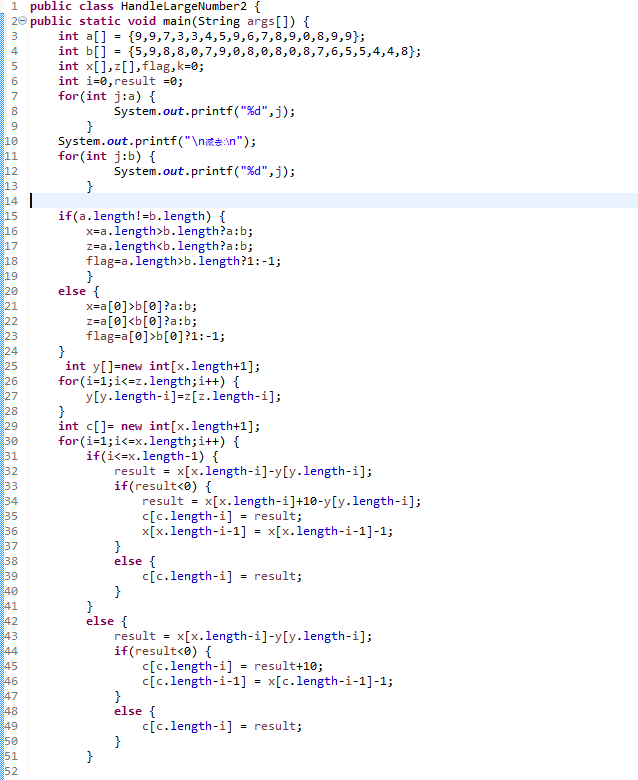 1 public class HandleLargeNumber2 {
2 public static void main(String args[]) {
3 int a[] = {9,9,7,3,3,4,5,9,6,7,8,9,0,8,9,9};
4 int b[] = {5,9,8,8,0,7,9,0,8,0,8,0,8,7,6,5,5,4,4,8};
5 int x[],z[],flag,k=0;
6 int i=0,result =0;
7 for(int j:a) {
8 System.out.printf("%d",j);
9 }
10 System.out.printf("\n减去:\n");
11 for(int j:b) {
12 System.out.printf("%d",j);
13 }
14
15 if(a.length!=b.length) {
16 x=a.length>b.length?a:b;
17 z=a.length<b.length?a:b;
18 flag=a.length>b.length?1:-1;
19 }
20 else {
21 x=a[0]>b[0]?a:b;
22 z=a[0]<b[0]?a:b;
23 flag=a[0]>b[0]?1:-1;
24 }
25 int y[]=new int[x.length+1];
26 for(i=1;i<=z.length;i++) {
27 y[y.length-i]=z[z.length-i];
28 }
29 int c[]= new int[x.length+1];
30 for(i=1;i<=x.length;i++) {
31 if(i<=x.length-1) {
32 result = x[x.length-i]-y[y.length-i];
33 if(result<0) {
34 result = x[x.length-i]+10-y[y.length-i];
35 c[c.length-i] = result;
36 x[x.length-i-1] = x[x.length-i-1]-1;
37 }
38 else {
39 c[c.length-i] = result;
40 }
41 }
42 else {
43 result = x[x.length-i]-y[y.length-i];
44 if(result<0) {
45 c[c.length-i] = result+10;
46 c[c.length-i-1] = x[c.length-i-1]-1;
47 }
48 else {
49 c[c.length-i] = result;
50 }
51 }
52